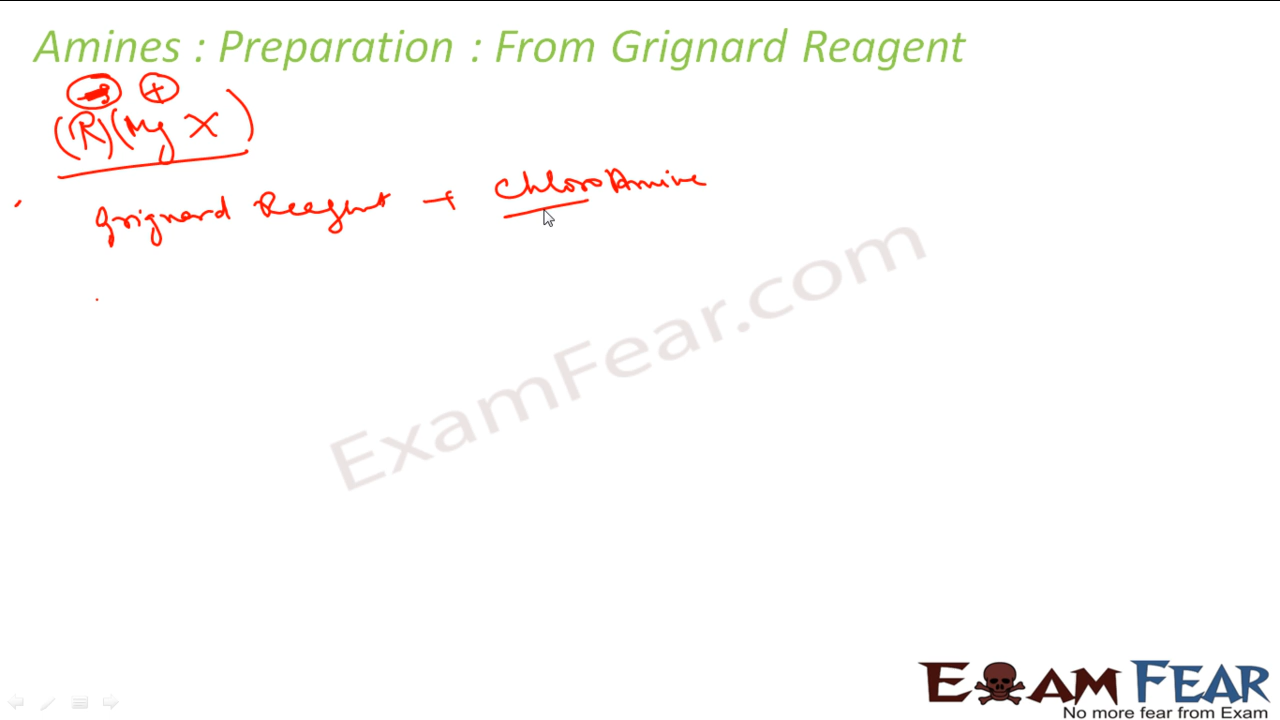 Amines : Preparation : From Grignard Reagent
- +
(R)(Mg X)
Grignard Reagent + ChloroAmine
ExamFear.com
EXAM FEAR
No more fear from Exam